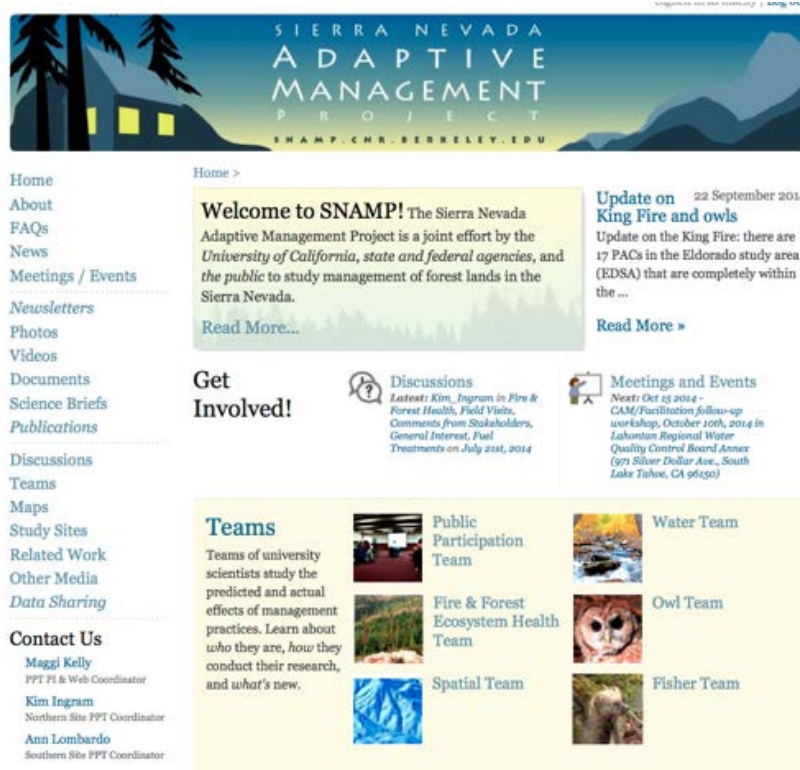 SIERRA NEVADA
ADAPTIVE
MANAGEMENT
PROJECT
SNAMP.CNR.BERKELEY.EDU
Home
About
FAQs
News
Meetings / Events
Newsletters
Photos
Videos
Documents
Science Briefs
Publications
Discussions
Teams
Maps
Study Sites
Related Work
Other Media
Data Sharing
Contact Us
Maggi Kelly
PPT PI & Web Coordinator
Kim Ingram
Northern Site PPT Coordinator
Ann Lombardo
Southern Site PPT Coordinator
Home >
Welcome to SNAMP! The Sierra Nevada
Adaptive Management Project is a joint effort by the
University of California, state and federal agencies, and
the public to study management of forest lands in the
Sierra Nevada.
Read More...
Update on
King Fire and owls
22 September
Update on the King Fire: there are
17 PACs in the Eldorado study area
(EDSA) that are completely within
the ...
Read More »
Get
Involved!
Discussions
Latest: Kim_Ingram in Fire &
Forest Health, Field Visits,
Comments from Stakeholders,
General Interest, Fuel
Treatments on July 21st, 2014
Meetings and Events
Next: Oct 15 2014 -
CAM/Facilitation follow-up
workshop, October 10th, 2014 in
Lahontan Regional Water
Quality Control Board Annex
(971 Silver Dollar Ave., South
Lake Tahoe, CA 96150)
Teams
Teams of university
scientists study the
predicted and actual
effects of management
practices. Learn about
who they are, how they
conduct their research,
and what's new.
Public
Participation
Team
Fire & Forest
Ecosystem Health
Team
Spatial Team
Water Team
Owl Team
Fisher Team